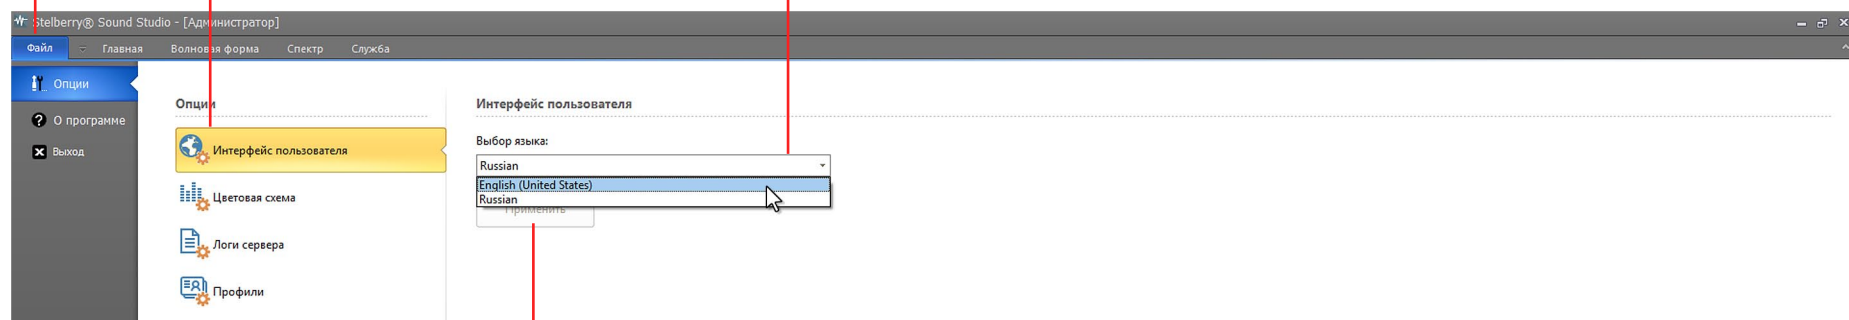 Stelberry® Sound Studio - [Администратор]
Файл Главная Волновая форма Спектр Служба
Опции
О программе
Выход
Опции
Интерфейс пользователя
Цветовая схема
Логи сервера
Профили
Интерфейс пользователя
Выбор языка:
Russian
English (United States)
Russian
Применить